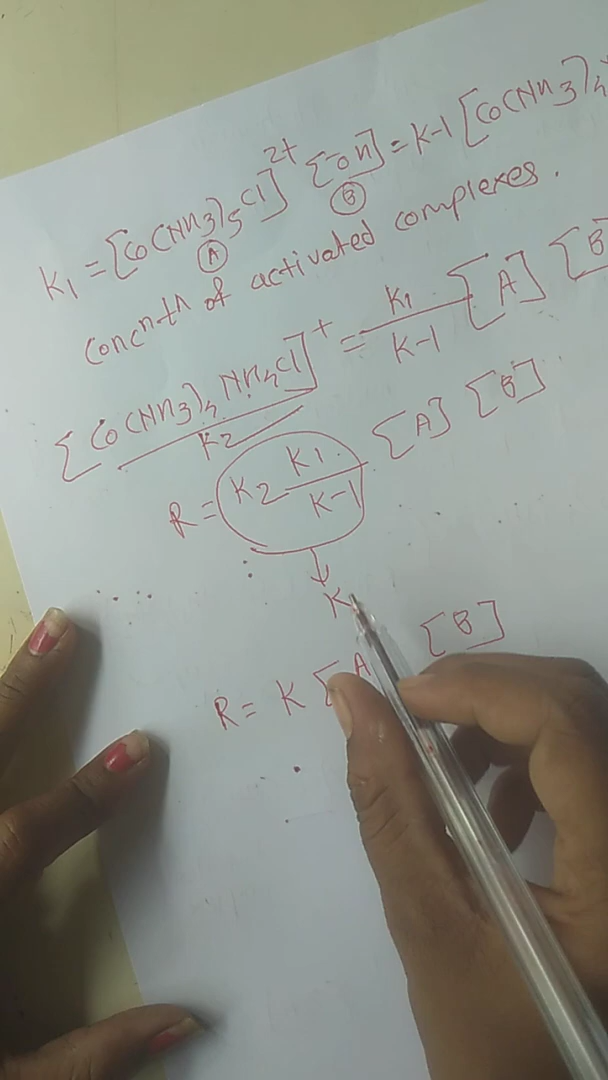 K1 = [Co(NH3)5Cl]2+ [-OH] = K-1 [Co(NH3)4
A B
concnth of activated complexes.
[Co(NH3)4 NH2Cl]+ = K1/K-1 [A] [B]
K2
R = K2 K1/K-1 [A] [B]
K
R = K [A [B]